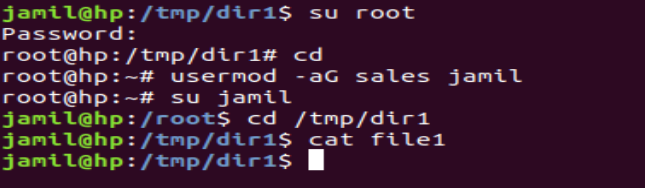 jamil@hp:/tmp/dir1$ su root
Password:
root@hp:/tmp/dir1# cd
root@hp:~# usermod -aG sales jamil
root@hp:~# su jamil
jamil@hp:/root$ cd /tmp/dir1
jamil@hp:/tmp/dir1$ cat file1
jamil@hp:/tmp/dir1$